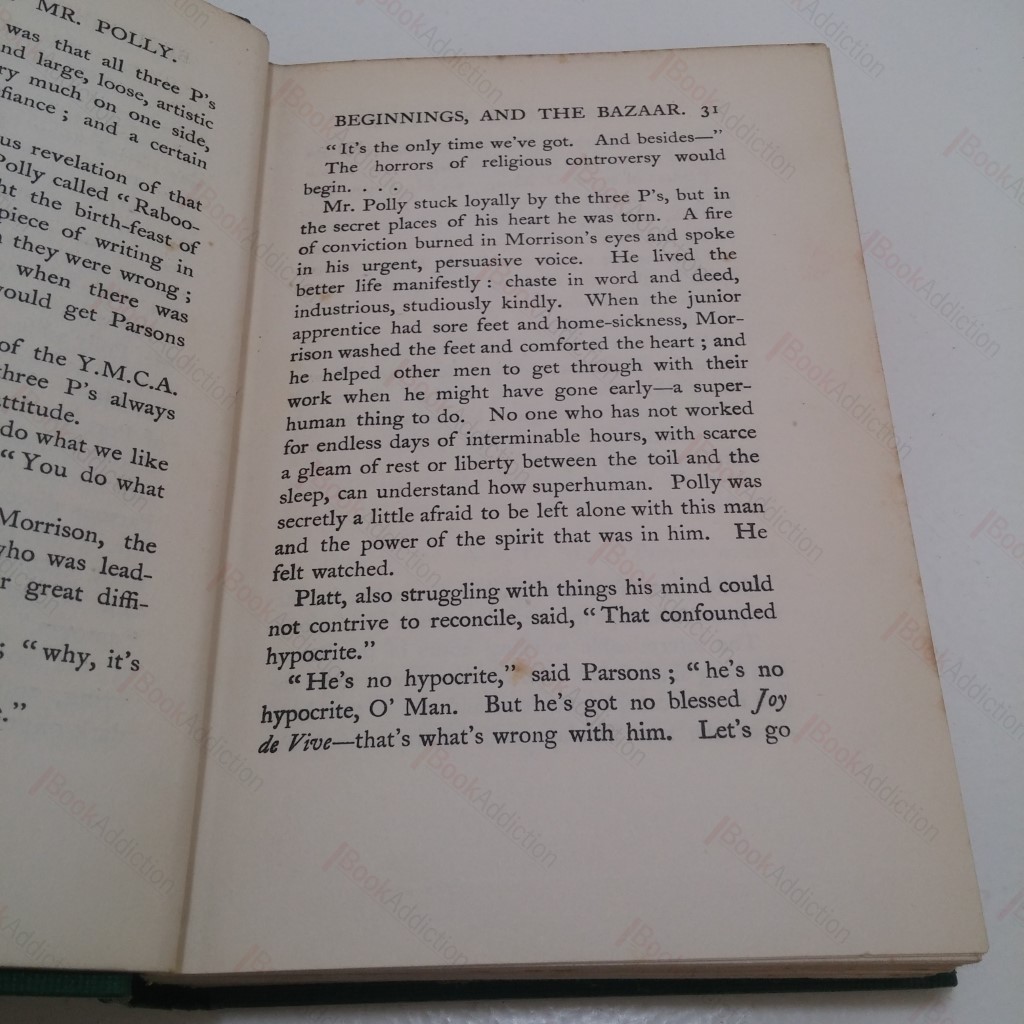 MR. POLLY.
was that all three P's
nd large, loose, artistic
ry much on one side,
fiance ; and a certain
us revelation of that
Polly called “ Raboo-
ht the birth-feast of
piece of writing in
they were wrong ;
when there was
would get Parsons
of the Y.M.C.A.
three P's always
ttitude.
do what we like
“ You do what
Morrison, the
who was lead-
r great diffi-
; “ why, it's
.”
BEGINNINGS, AND THE BAZAAR. 31
“ It's the only time we've got. And besides—”
The horrors of religious controversy would
begin. . . .
Mr. Polly stuck loyally by the three P's, but in
the secret places of his heart he was torn. A fire
of conviction burned in Morrison's eyes and spoke
in his urgent, persuasive voice. He lived the
better life manifestly : chaste in word and deed,
industrious, studiously kindly. When the junior
apprentice had sore feet and home-sickness, Mor-
rison washed the feet and comforted the heart ; and
he helped other men to get through with their
work when he might have gone early—a super-
human thing to do. No one who has not worked
for endless days of interminable hours, with scarce
a gleam of rest or liberty between the toil and the
sleep, can understand how superhuman. Polly was
secretly a little afraid to be left alone with this man
and the power of the spirit that was in him. He
felt watched.
Platt, also struggling with things his mind could
not contrive to reconcile, said, “ That confounded
hypocrite.”
“ He's no hypocrite,” said Parsons ; “ he's no
hypocrite, O' Man. But he's got no blessed Joy
de Vive—that's what's wrong with him. Let's go
BookAddiction